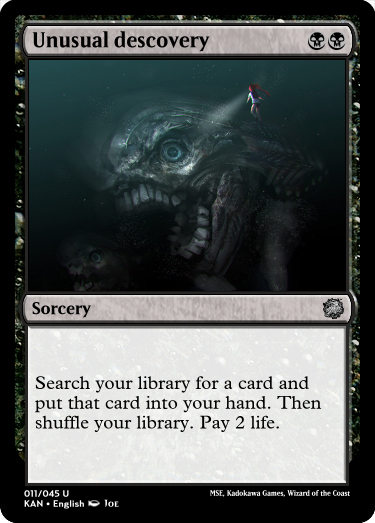 Unusual descovery
Sorcery
Search your library for a card and
put that card into your hand. Then
shuffle your library. Pay 2 life.
011/045 U
KAN • English JOE
MSE, Kadokawa Games, Wizard of the Coast